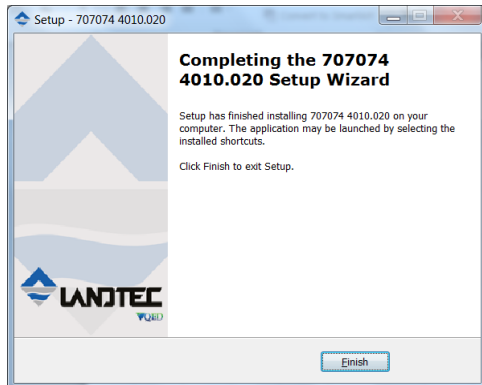 Setup - 707074 4010.020
Completing the 707074
4010.020 Setup Wizard
Setup has finished installing 707074 4010.020 on your
computer. The application may be launched by selecting the
installed shortcuts.
Click Finish to exit Setup.
LANDTEC
QED
Finish